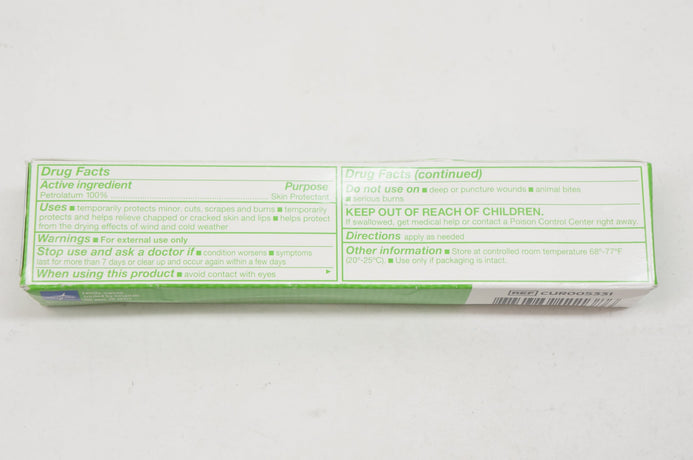 Drug Facts
Active ingredient Purpose
Petrolatum 100% Skin Protectant
Uses ■ temporarily protects minor. cuts, scrapes and burns ■ temporarily
protects and helps relieve chapped or cracked skin and lips ■ helps protect
from the drying effects of wind and cold weather
Warnings ■ For external use only
Stop use and ask a doctor if ■ condition worsens ■ symptoms
last for more than 7 days or clear up and occur again within a few days
When using this product ■ avoid contact with eyes
Drug Facts (continued)
Do not use on ■ deep or puncture wounds ■ animal bites
■ serious burns
KEEP OUT OF REACH OF CHILDREN.
If swallowed, get medical help or contact a Poison Control Center right away.
Directions apply as needed
Other information ■ Store at controlled room temperature 68°-77°F
(20°-25°C). ■ Use only if packaging is intact.
REF CUR005331